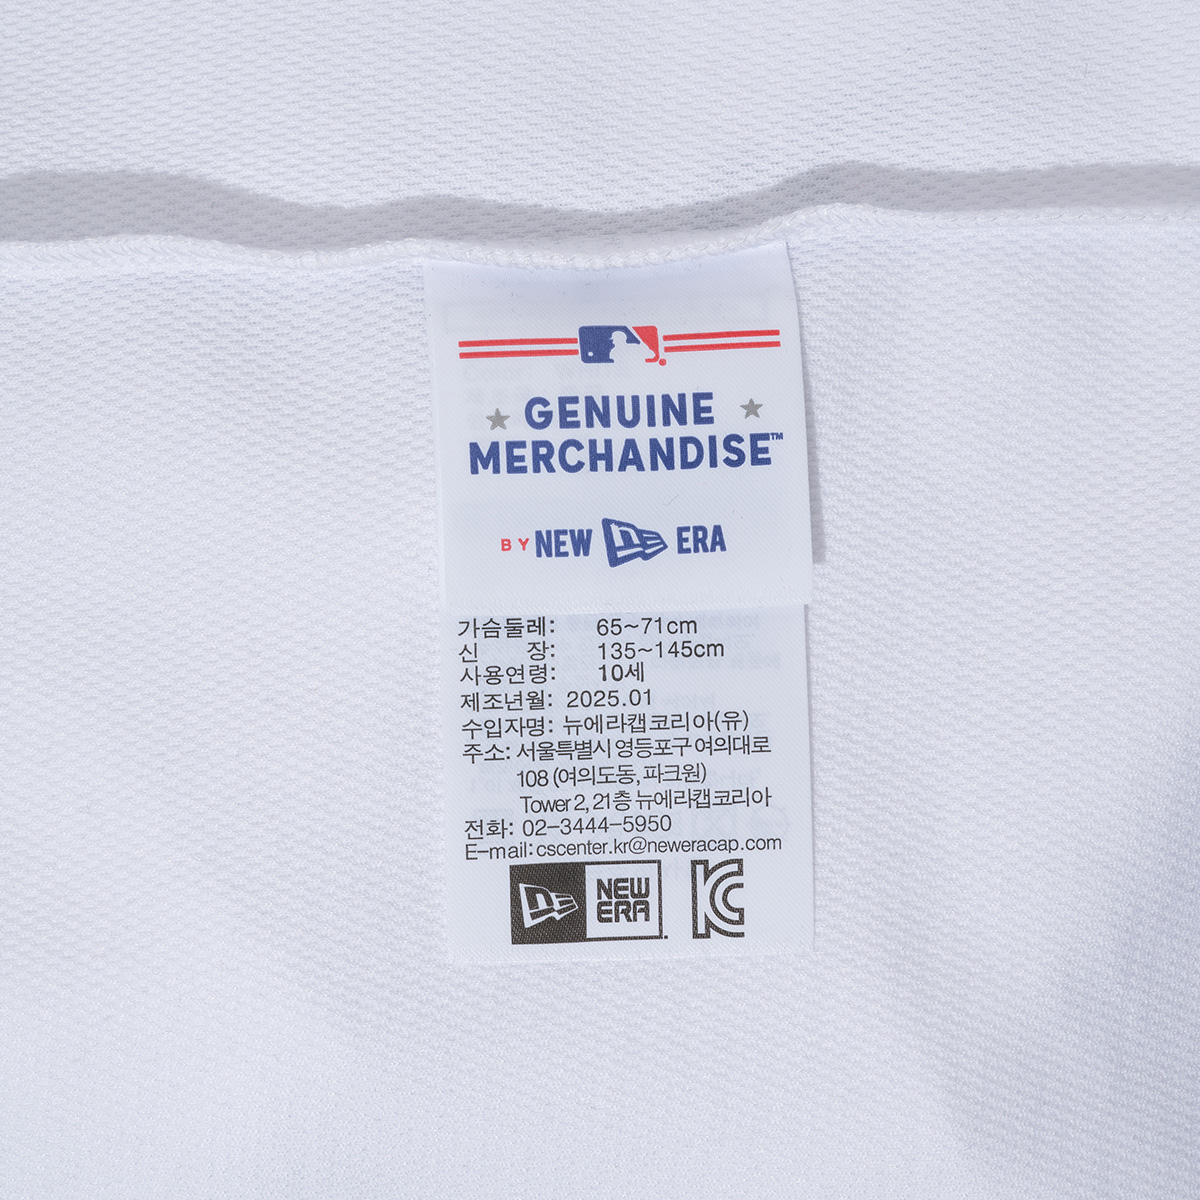 GENUINE
MERCHANDISE™
BY NEW ERA
가슴둘레: 65~71cm
신 장: 135~145cm
사용연령: 10세
제조년월: 2025.01
수입자명: 뉴에라캡코리아(유)
주소: 서울특별시 영등포구 여의대로
108 (여의도동, 파크원)
Tower 2, 21층 뉴에라캡코리아
전화: 02-3444-5950
E-mail: cscenter.kr@neweracap.com
NEW
ERA
KC